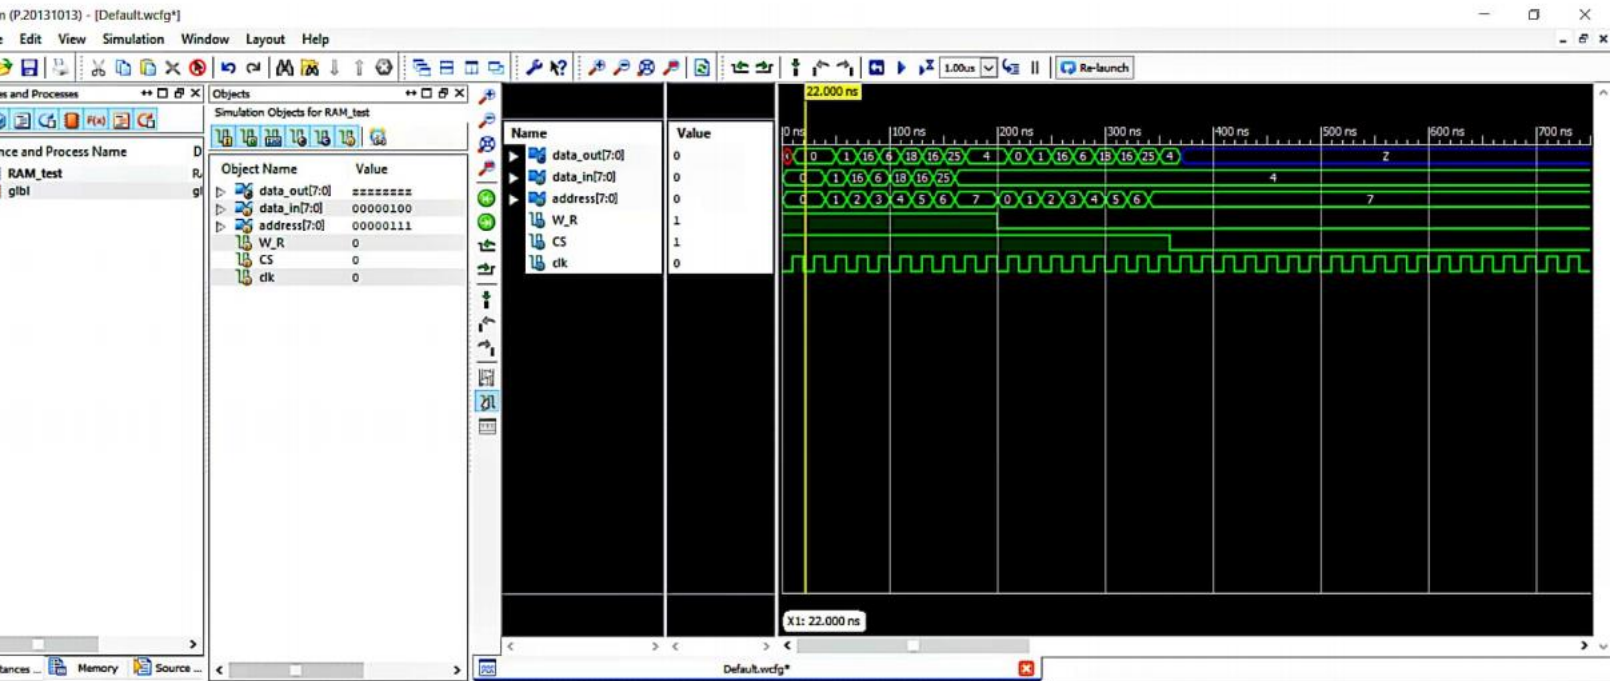 m (P.20131013) - [Default.wcfg*]
Edit View Simulation Window Layout Help
1.00us Re-launch
es and Processes
nce and Process Name D
RAM_test R
glbl gl
Objects
Simulation Objects for RAM_test
Object Name Value
data_out[7:0] zzzzzzzz
data_in[7:0] 00000100
address[7:0] 00000111
W_R 0
CS 0
clk 0
Name Value
data_out[7:0] 0
data_in[7:0] 0
address[7:0] 0
W_R 1
CS 1
clk 0
22.000 ns
0 ns 100 ns 200 ns 300 ns 400 ns 500 ns 600 ns 700 ns
0 1 16 6 18 16 25 4 0 1 16 6 18 16 25 4 Z
0 1 16 6 18 16 25 4
0 1 2 3 4 5 6 7 0 1 2 3 4 5 6 7
X1: 22.000 ns
tances ... Memory Source ...
Default.wcfg*